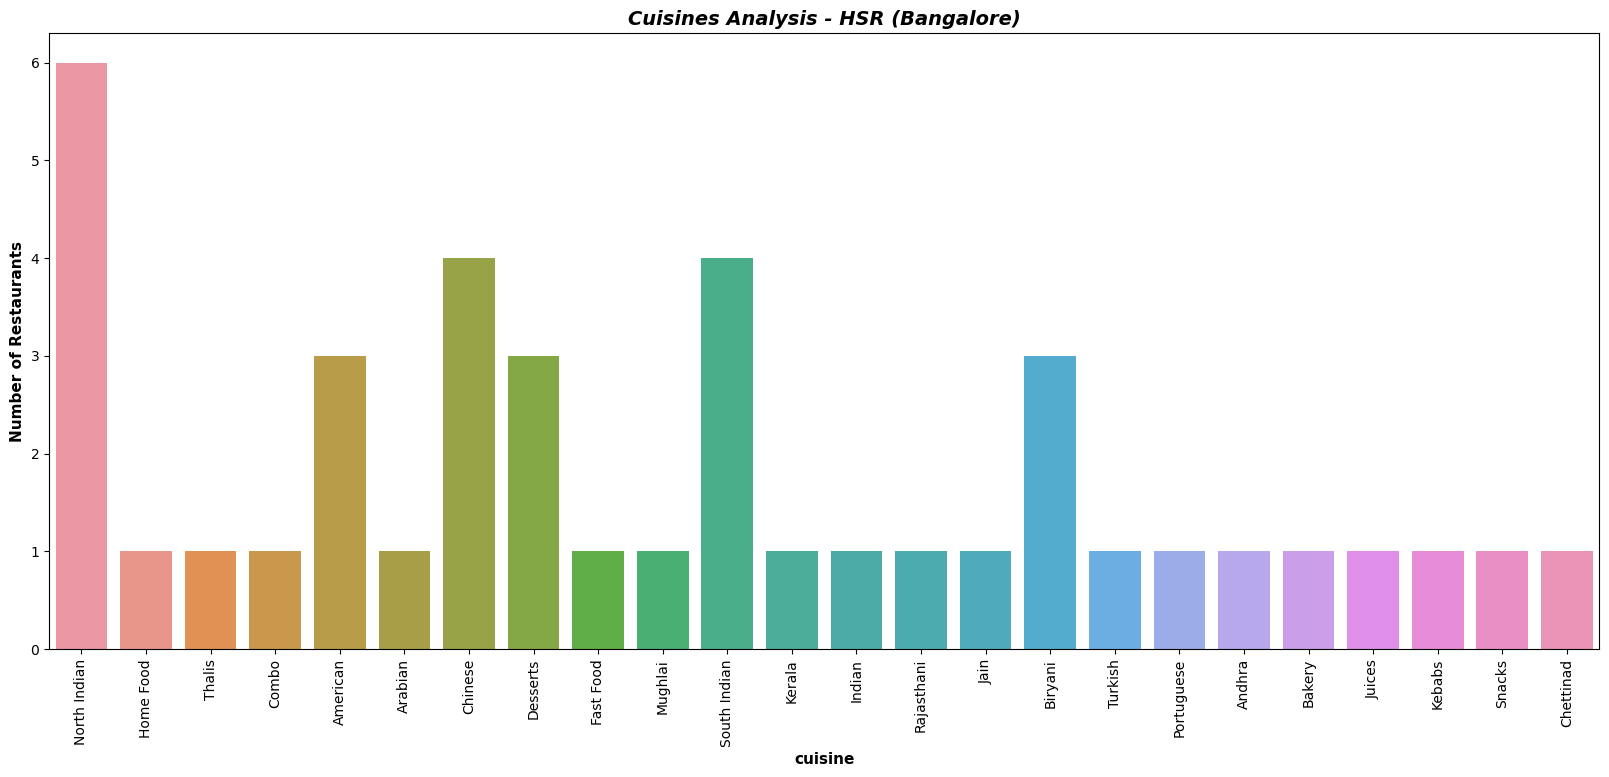 Cuisines Analysis - HSR (Bangalore)
Number of Restaurants
6
5
4
3
2
1
0
North Indian
Home Food
Thalis
Combo
American
Arabian
Chinese
Desserts
Fast Food
Mughlai
South Indian
Kerala
Indian
Rajasthani
Jain
Biryani
Turkish
Portuguese
Andhra
Bakery
Juices
Kebabs
Snacks
Chettinad
cuisine